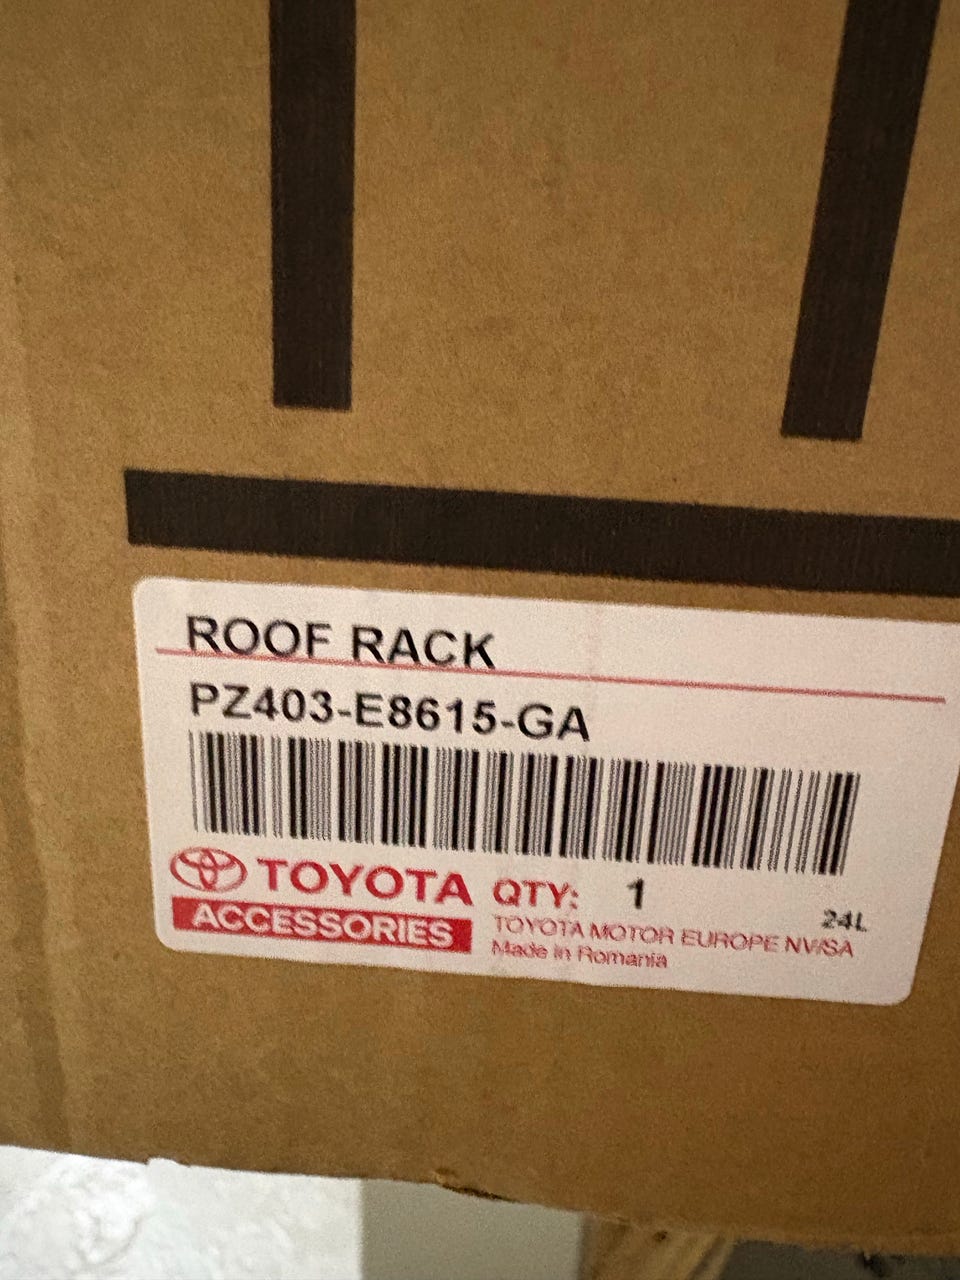 ROOF RACK
PZ403-E8615-GA
TOYOTA QTY: 1
24L
ACCESSORIES TOYOTA MOTOR EUROPE NV/SA
Made in Romania